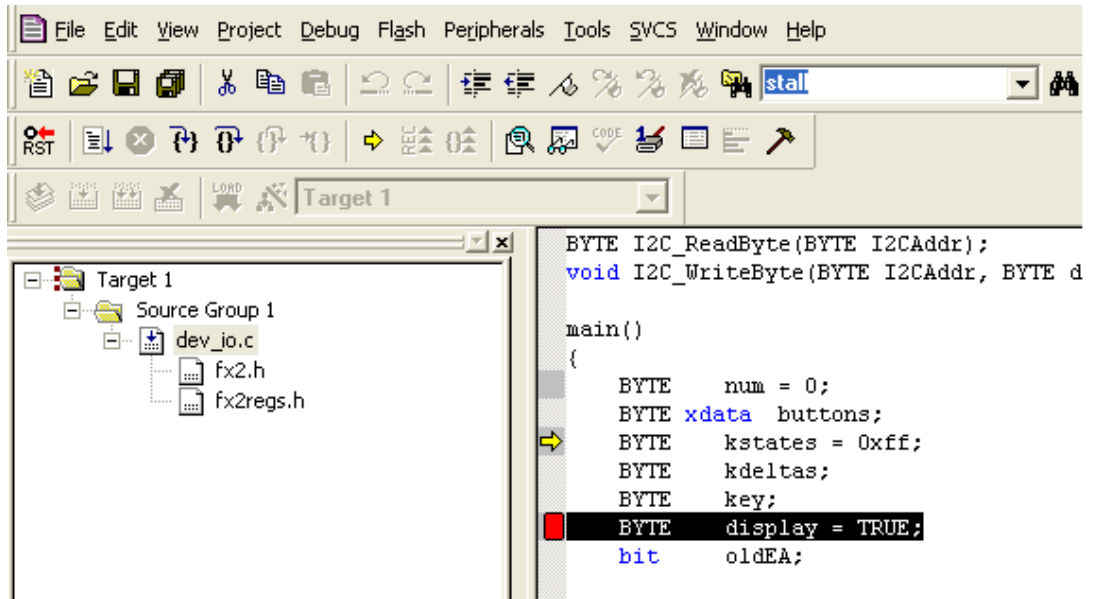 File Edit View Project Debug Flash Peripherals Tools SVCS Window Help
stall
RST {} {} {} *{} REG {} CODE
LOAD Target 1
Target 1
Source Group 1
dev_io.c
fx2.h
fx2regs.h
BYTE I2C_ReadByte(BYTE I2CAddr);
void I2C_WriteByte(BYTE I2CAddr, BYTE d
main()
{
BYTE num = 0;
BYTE xdata buttons;
BYTE kstates = 0xff;
BYTE kdeltas;
BYTE key;
BYTE display = TRUE;
bit oldEA;